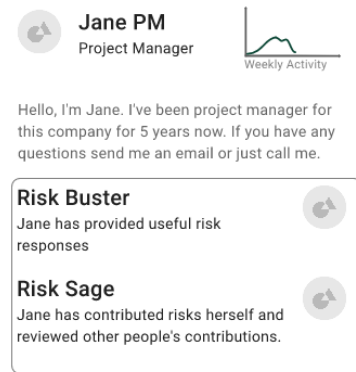 Jane PM
Project Manager
Weekly Activity
Hello, I'm Jane. I've been project manager for
this company for 5 years now. If you have any
questions send me an email or just call me.
Risk Buster
Jane has provided useful risk
responses
Risk Sage
Jane has contributed risks herself and
reviewed other people's contributions.